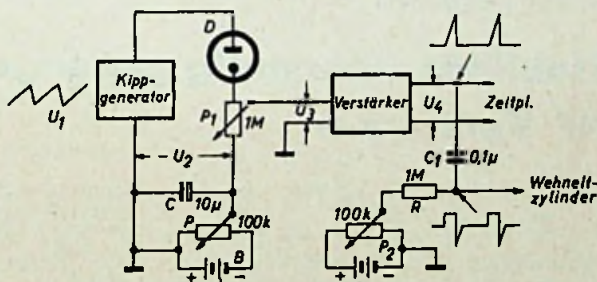 D
Kipp-
generator
U1
P1
1M
U2
U3
Verstärker
U4
Zeitpl.
C1
0,1µ
C
10µ
1M
R
Wehnelt-
zylinder
P
100k
B
+ -
100k
P2
+ -